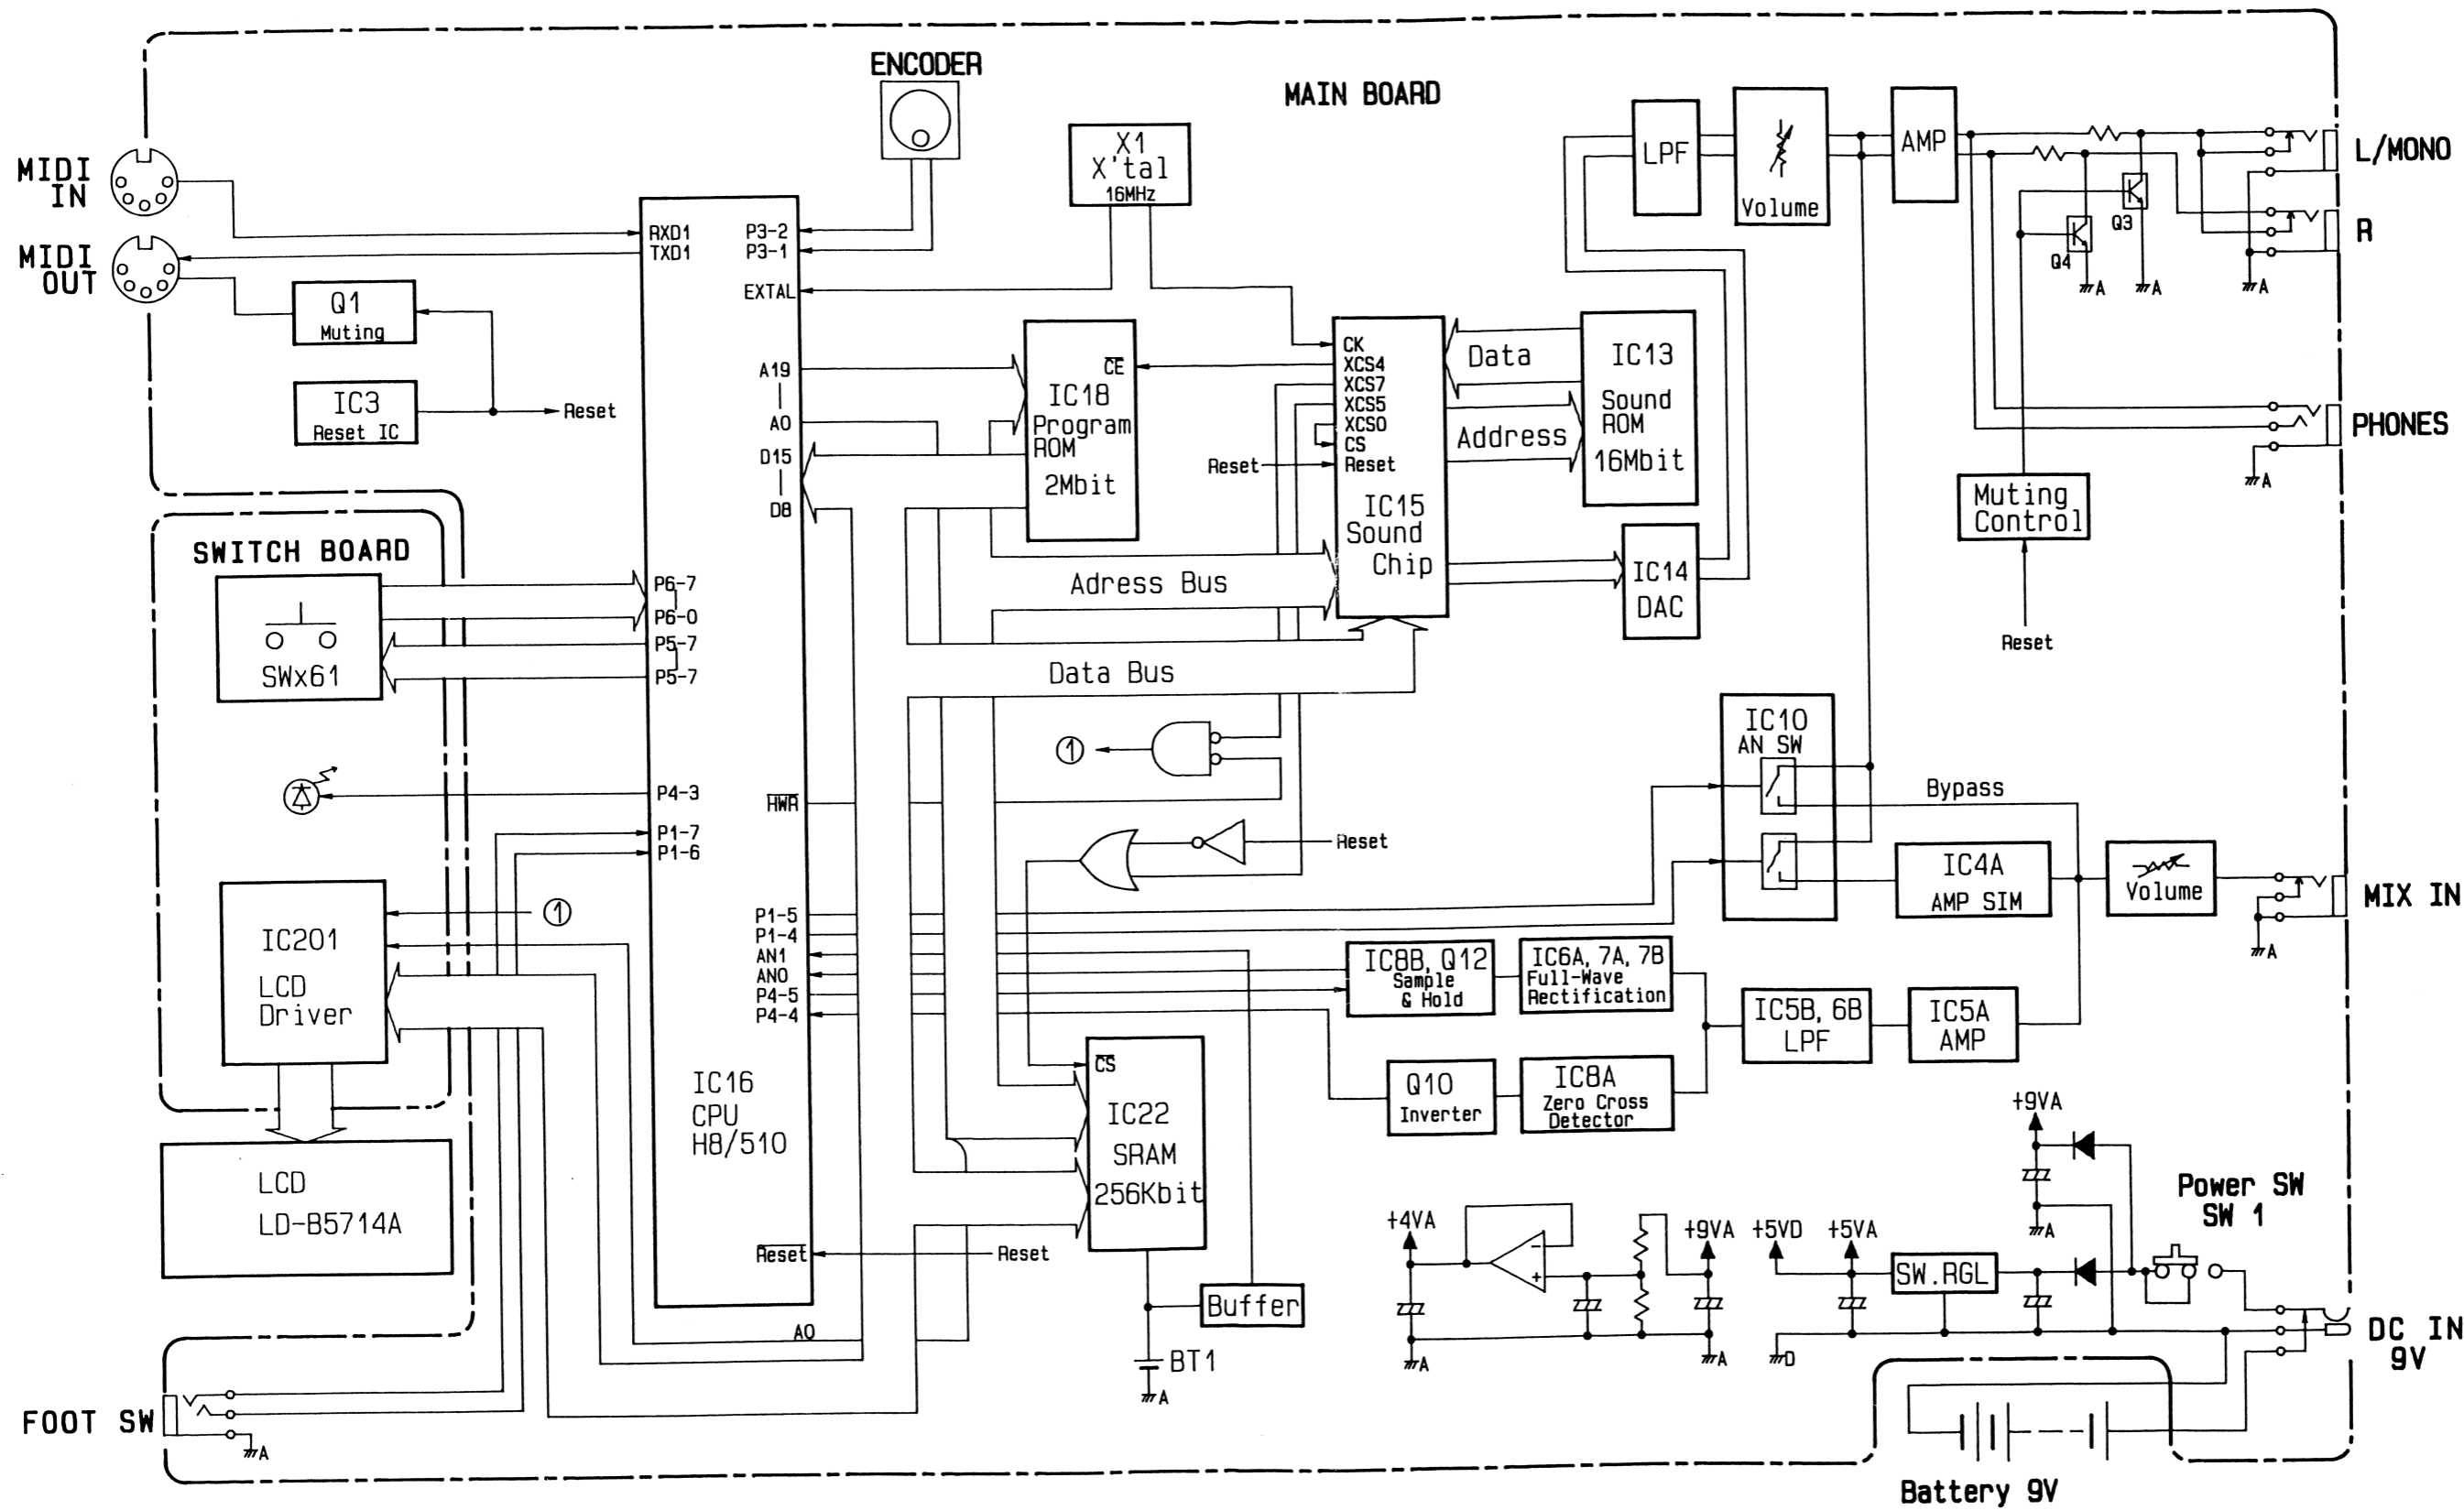 ENCODER
MAIN BOARD
MIDI
IN
MIDI
OUT
X1
X'tal
16MHz
LPF
Volume
AMP
L/MONO
R
Q3
Q4
A
A
A
RXD1
TXD1
P3-2
P3-1
EXTAL
Q1
Muting
IC3
Reset IC
Reset
A19
A0
D15
D8
CE
IC18
Program
ROM
2Mbit
CK
XCS4
XCS7
XCS5
XCS0
CS
Reset
Reset
IC15
Sound
Chip
Data
Address
IC13
Sound
ROM
16Mbit
IC14
DAC
PHONES
A
Muting
Control
Reset
SWITCH BOARD
SWx61
P6-7
P6-0
P5-7
P5-7
Adress Bus
Data Bus
1
P4-3
P1-7
P1-6
HWR
Reset
IC10
AN SW
Bypass
IC4A
AMP SIM
Volume
MIX IN
A
1
IC201
LCD
Driver
P1-5
P1-4
AN1
AN0
P4-5
P4-4
IC8B, Q12
Sample
& Hold
IC6A, 7A, 7B
Full-Wave
Rectification
IC5B, 6B
LPF
IC5A
AMP
Q10
Inverter
IC8A
Zero Cross
Detector
IC16
CPU
H8/510
CS
IC22
SRAM
256Kbit
LCD
LD-B5714A
Reset
Reset
A0
Buffer
BT1
A
+4VA
-
+
+9VA
A
A
+5VD
+5VA
SW.RGL
D
+9VA
A
Power SW
SW 1
DC IN
9V
FOOT SW
A
Battery 9V